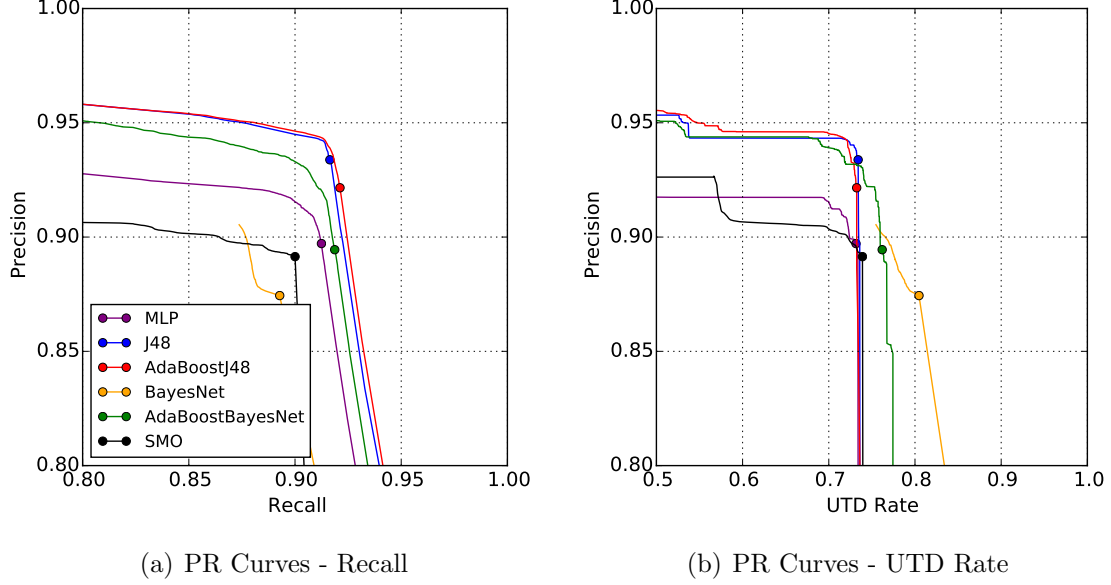 1.00
0.95
0.90
0.85
0.80
Precision
MLP
J48
AdaBoostJ48
BayesNet
AdaBoostBayesNet
SMO
0.80 0.85 0.90 0.95 1.00
Recall
(a) PR Curves - Recall
1.00
0.95
0.90
0.85
0.80
Precision
0.5 0.6 0.7 0.8 0.9 1.0
UTD Rate
(b) PR Curves - UTD Rate